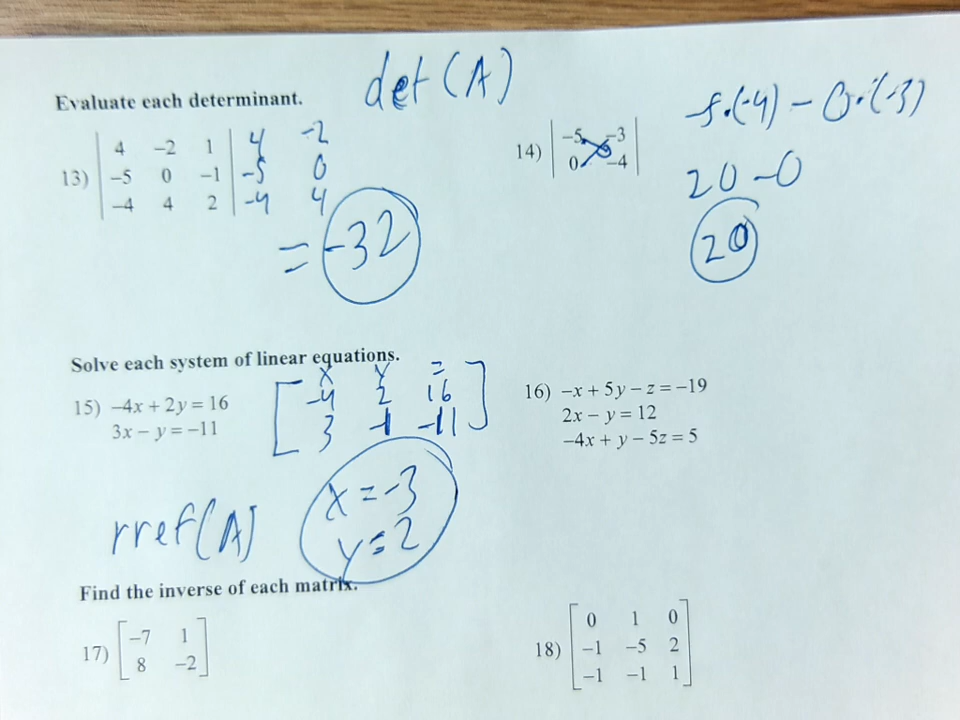 Evaluate each determinant. det(A)
13) | 4 -2 1 | 4 -2
| -5 0 -1 | -5 0
| -4 4 2 | -4 4
= -32
14) | -5 -3 |
| 0 -4 |
-5·(-4) - 0·(-3)
20 - 0
20
Solve each system of linear equations.
15) -4x + 2y = 16
3x - y = -11
x y =
[ -4 2 16 ]
[ 3 -1 -11 ]
rref(A)
x = -3
y = 2
16) -x + 5y - z = -19
2x - y = 12
-4x + y - 5z = 5
Find the inverse of each matrix.
17) [ -7 1 ]
[ 8 -2 ]
18) [ 0 1 0 ]
[ -1 -5 2 ]
[ -1 -1 1 ]